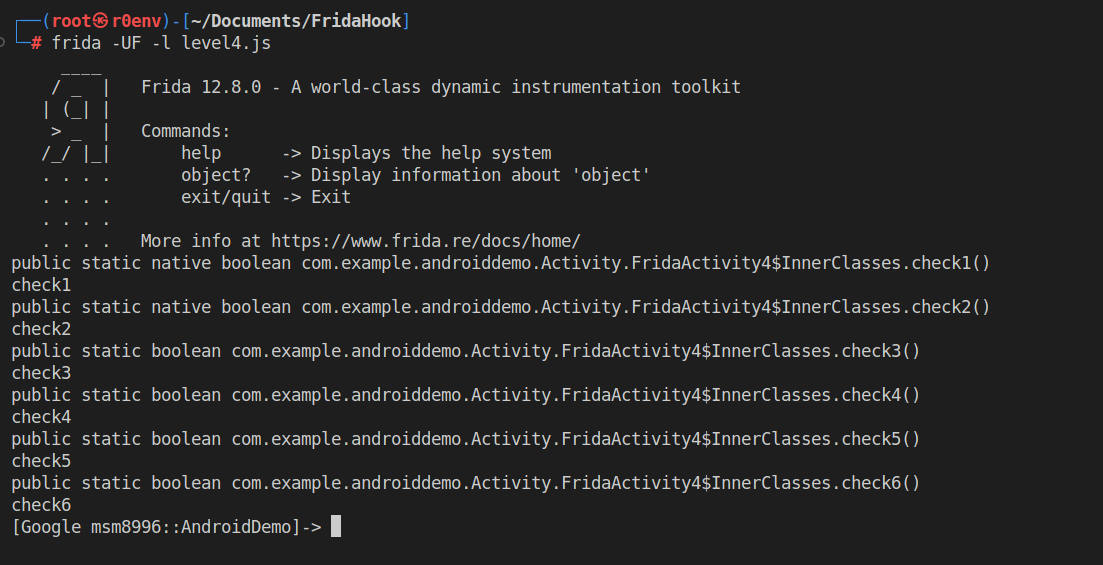 ┌──(root㉿r0env)-[~/Documents/FridaHook]
└─# frida -UF -l level4.js
     ____
    / _  |   Frida 12.8.0 - A world-class dynamic instrumentation toolkit
   | (_| |
    > _  |   Commands:
   /_/ |_|       help      -> Displays the help system
   . . . .       object?   -> Display information about 'object'
   . . . .       exit/quit -> Exit
   . . . .
   . . . .   More info at https://www.frida.re/docs/home/
public static native boolean com.example.androiddemo.Activity.FridaActivity4$InnerClasses.check1()
check1
public static native boolean com.example.androiddemo.Activity.FridaActivity4$InnerClasses.check2()
check2
public static boolean com.example.androiddemo.Activity.FridaActivity4$InnerClasses.check3()
check3
public static boolean com.example.androiddemo.Activity.FridaActivity4$InnerClasses.check4()
check4
public static boolean com.example.androiddemo.Activity.FridaActivity4$InnerClasses.check5()
check5
public static boolean com.example.androiddemo.Activity.FridaActivity4$InnerClasses.check6()
check6
[Google msm8996::AndroidDemo]->